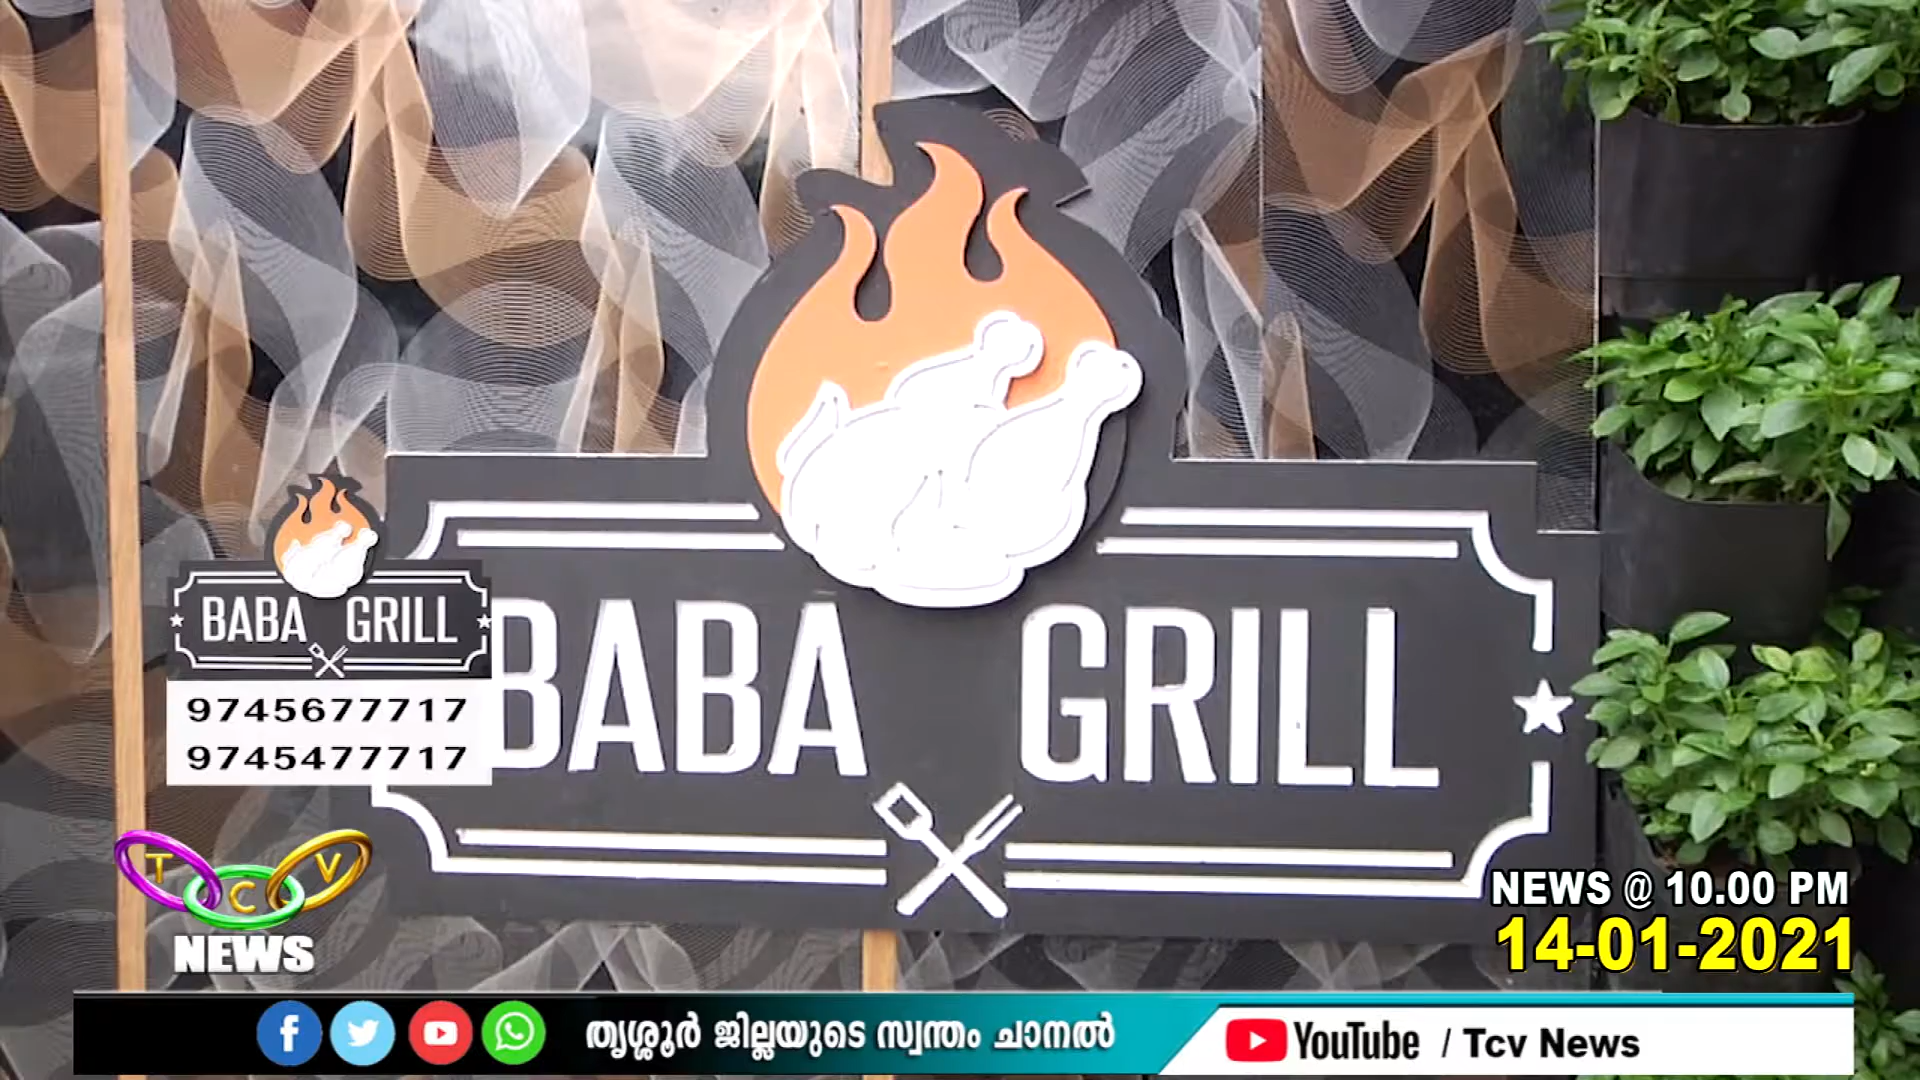 BABA GRILL
BABA GRILL
9745677717
9745477717
T C V
NEWS
NEWS @ 10.00 PM
14-01-2021
തൃശ്ശൂർ ജില്ലയുടെ സ്വന്തം ചാനൽ
YouTube / Tcv News